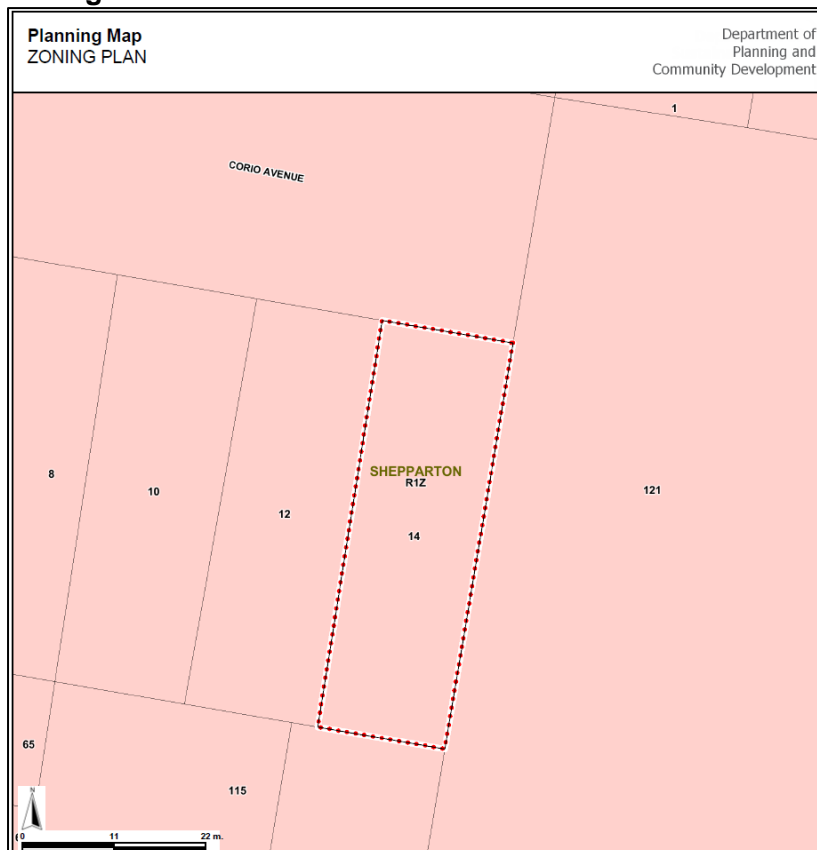 Planning Map
ZONING PLAN
Department of
Planning and
Community Development
1
CORIO AVENUE
8
10
12
SHEPPARTON
R1Z
14
121
65
115
N
0 11 22 m.